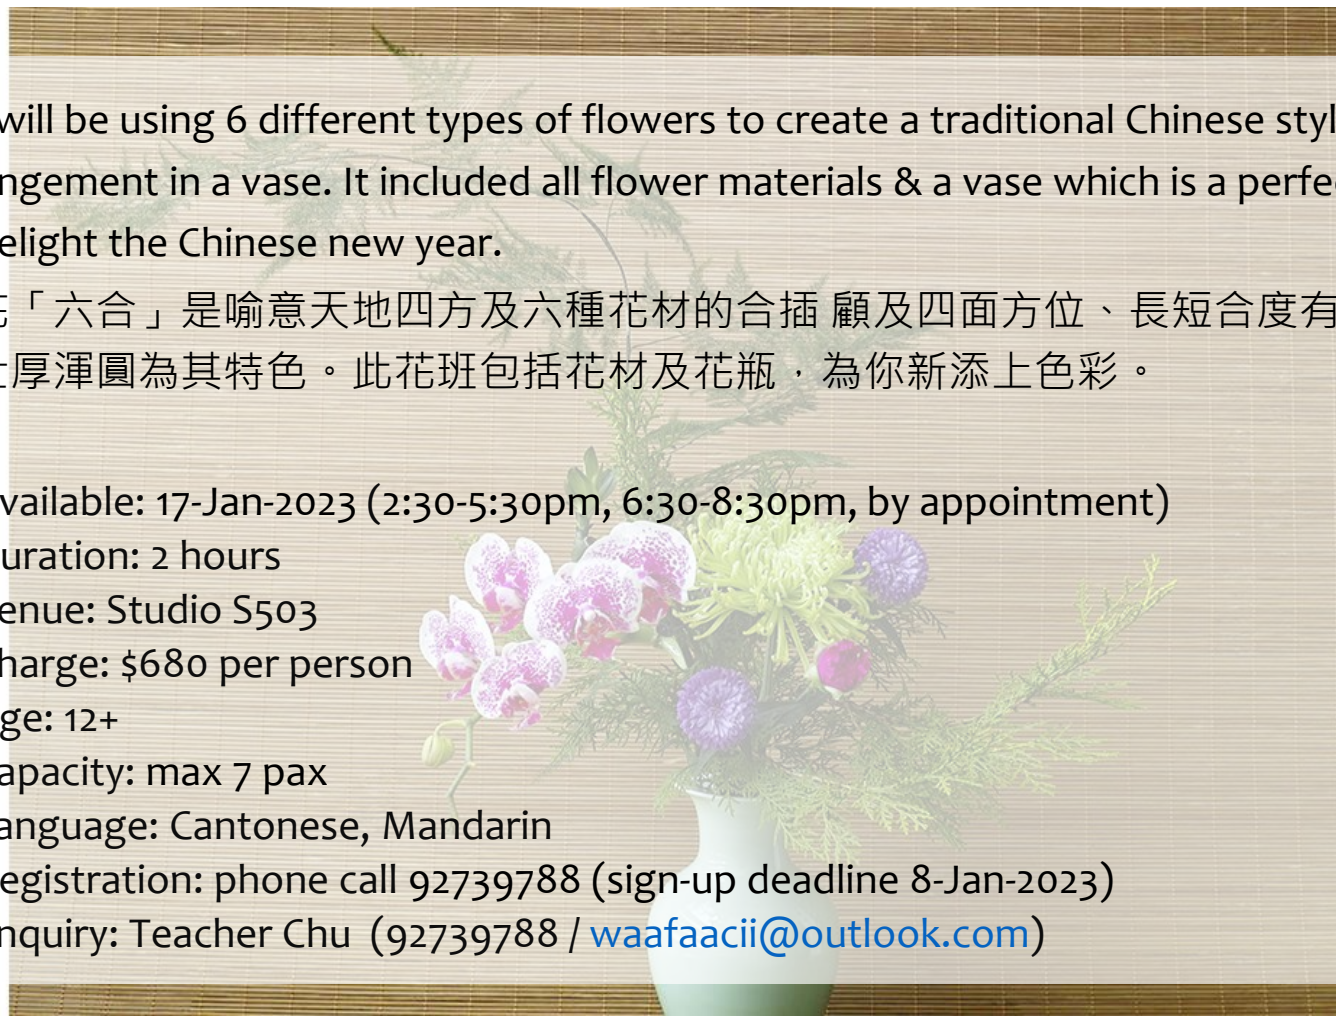 will be using 6 different types of flowers to create a traditional Chinese styl
ngement in a vase. It included all flower materials & a vase which is a perfe
elight the Chinese new year.
「六合」是喻意天地四方及六種花材的合插 顧及四面方位、長短合度有
厚渾圓為其特色。此花班包括花材及花瓶，為你新添上色彩。
vailable: 17-Jan-2023 (2:30-5:30pm, 6:30-8:30pm, by appointment)
uration: 2 hours
enue: Studio S503
harge: $680 per person
ge: 12+
apacity: max 7 pax
anguage: Cantonese, Mandarin
egistration: phone call 92739788 (sign-up deadline 8-Jan-2023)
nquiry: Teacher Chu (92739788 / waafaacii@outlook.com)